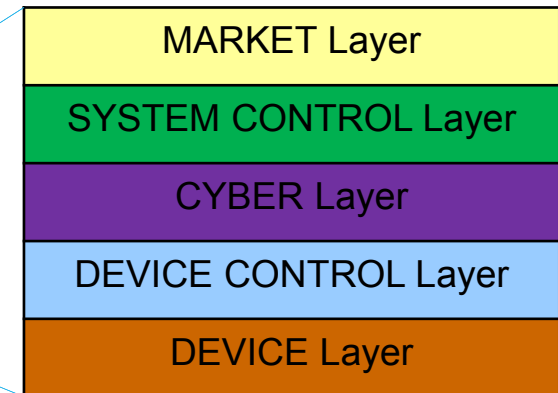 MARKET Layer
SYSTEM CONTROL Layer
CYBER Layer
DEVICE CONTROL Layer
DEVICE Layer